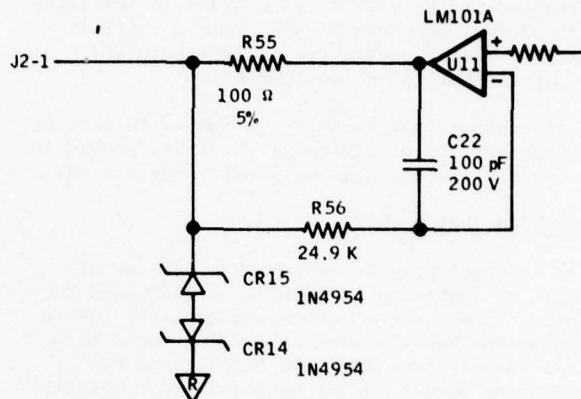 LM101A
R55
J2-1
U11
+
−
100 Ω
5%
C22
100 pF
200 V
R56
24.9 K
CR15
1N4954
CR14
1N4954
R